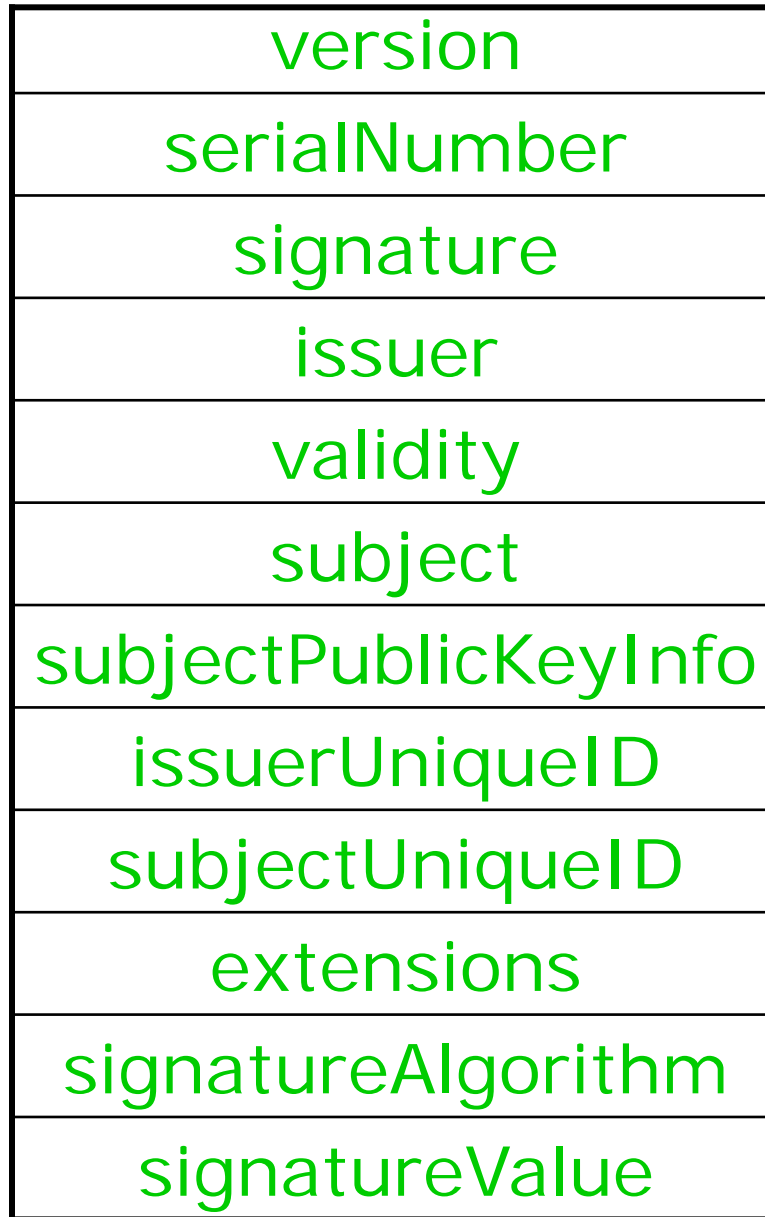 version
serialNumber
signature
issuer
validity
subject
subjectPublicKeyInfo
issuerUniqueID
subjectUniqueID
extensions
signatureAlgorithm
signatureValue